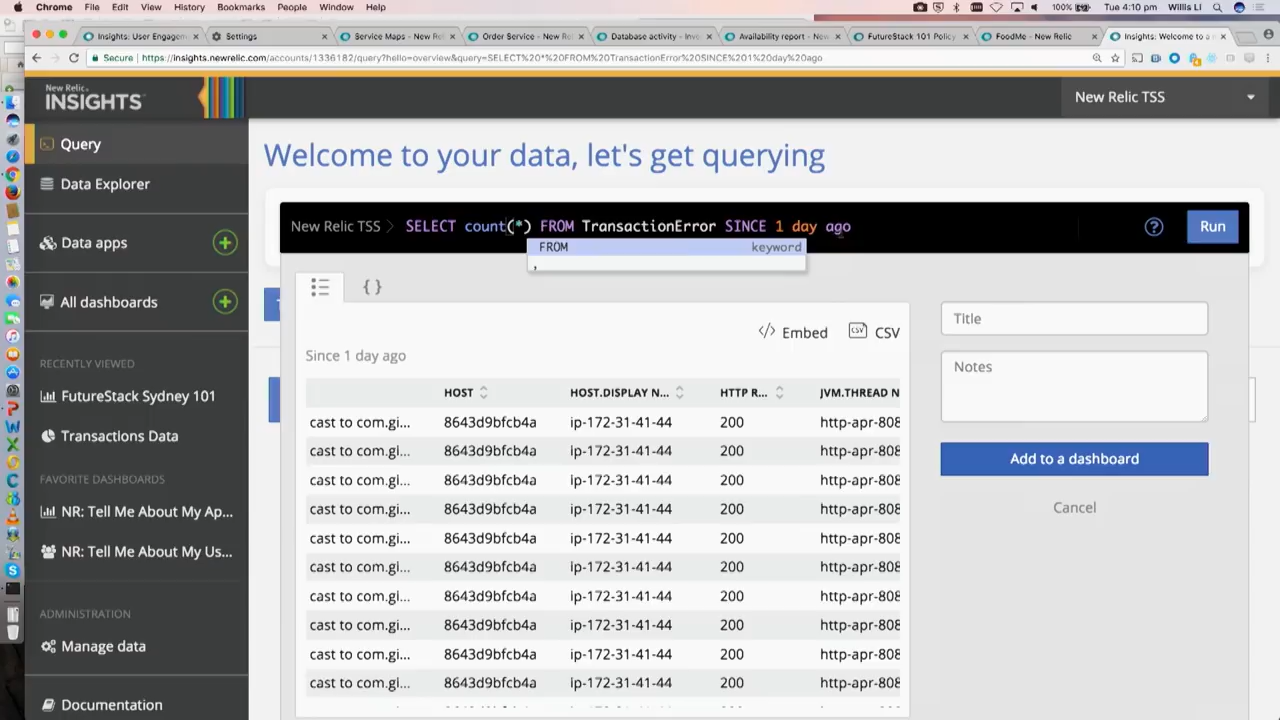 Chrome File Edit View History Bookmarks People Window Help 100% Tue 4:10 pm Willis Li
Insights: User Engagem Settings Service Maps - New Rel Order Service - New Rel Database activity - Inve Availability report - New FutureStack 101 Policy FoodMe - New Relic Insights: Welcome to a
Secure https://insights.newrelic.com/accounts/1336182/query?hello=overview&query=SELECT%20*%20FROM%20TransactionError%20SINCE%201%20day%20ago
New Relic
INSIGHTS
New Relic TSS
Query
Data Explorer
Data apps
All dashboards
RECENTLY VIEWED
FutureStack Sydney 101
Transactions Data
FAVORITE DASHBOARDS
NR: Tell Me About My Ap...
NR: Tell Me About My Us...
ADMINISTRATION
Manage data
Documentation
Welcome to your data, let's get querying
New Relic TSS > SELECT count(*) FROM TransactionError SINCE 1 day ago
Run
FROM keyword
,
{ }
</> Embed CSV
Since 1 day ago
HOST HOST.DISPLAY N... HTTP R... JVM.THREAD N
cast to com.gi... 8643d9bfcb4a ip-172-31-41-44 200 http-apr-808
cast to com.gi... 8643d9bfcb4a ip-172-31-41-44 200 http-apr-808
cast to com.gi... 8643d9bfcb4a ip-172-31-41-44 200 http-apr-808
cast to com.gi... 8643d9bfcb4a ip-172-31-41-44 200 http-apr-808
cast to com.gi... 8643d9bfcb4a ip-172-31-41-44 200 http-apr-808
cast to com.gi... 8643d9bfcb4a ip-172-31-41-44 200 http-apr-808
cast to com.gi... 8643d9bfcb4a ip-172-31-41-44 200 http-apr-808
cast to com.gi... 8643d9bfcb4a ip-172-31-41-44 200 http-apr-808
cast to com.gi... 8643d9bfcb4a ip-172-31-41-44 200 http-apr-808
cast to com.gi... 8643d9bfcb4a ip-172-31-41-44 200 http-apr-808
Title
Notes
Add to a dashboard
Cancel